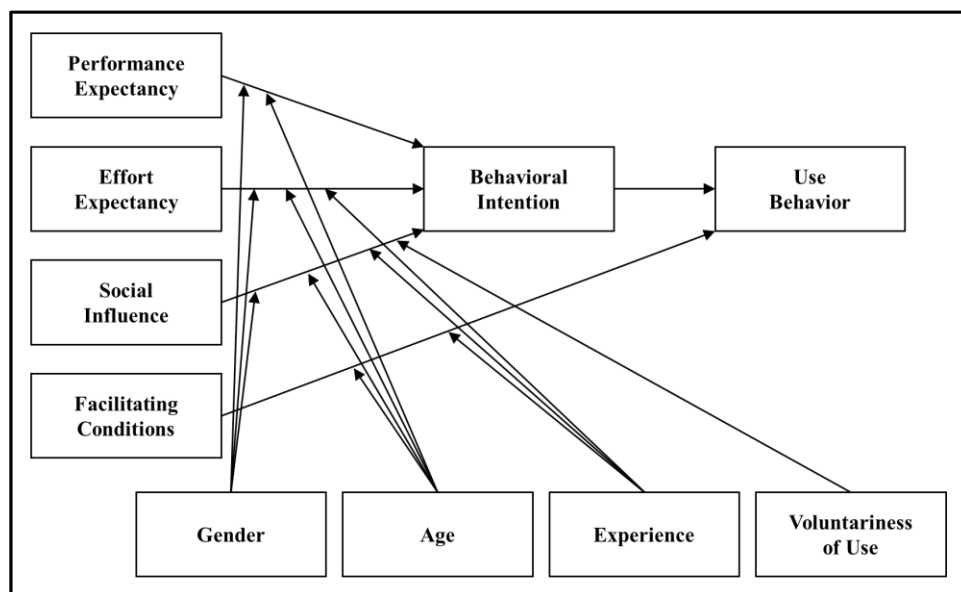 Performance
Expectancy
Effort
Expectancy
Behavioral
Intention
Use
Behavior
Social
Influence
Facilitating
Conditions
Gender
Age
Experience
Voluntariness
of Use